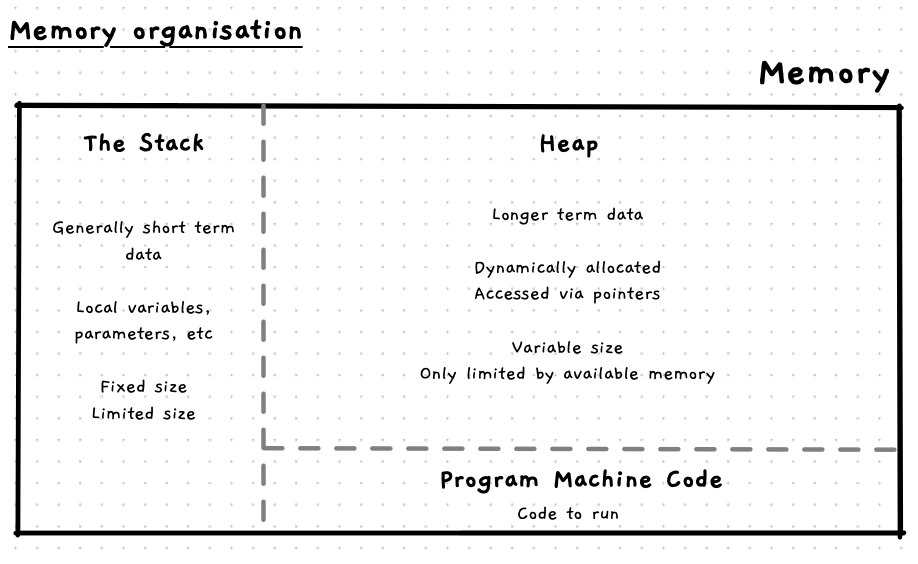 Memory organisation
Memory
The Stack
Generally short term
data
Local variables,
parameters, etc
Fixed size
Limited size
Heap
Longer term data
Dynamically allocated
Accessed via pointers
Variable size
Only limited by available memory
Program Machine Code
Code to run